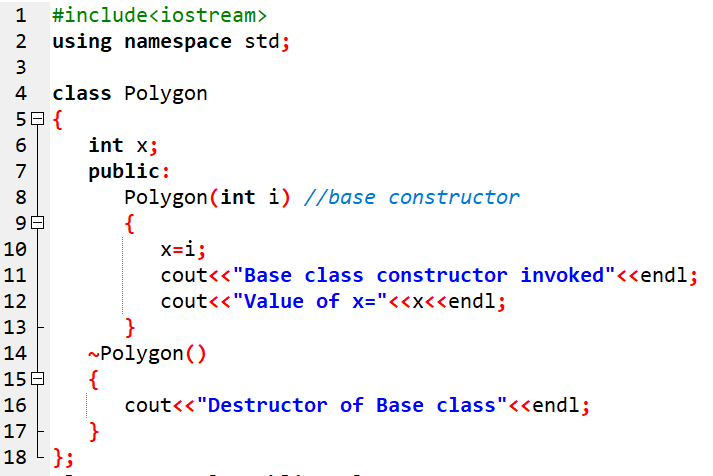 1 #include<iostream>
2 using namespace std;
3
4 class Polygon
5 {
6 int x;
7 public:
8 Polygon(int i) //base constructor
9 {
10 x=i;
11 cout<<"Base class constructor invoked"<<endl;
12 cout<<"Value of x="<<x<<endl;
13 }
14 ~Polygon()
15 {
16 cout<<"Destructor of Base class"<<endl;
17 }
18 };